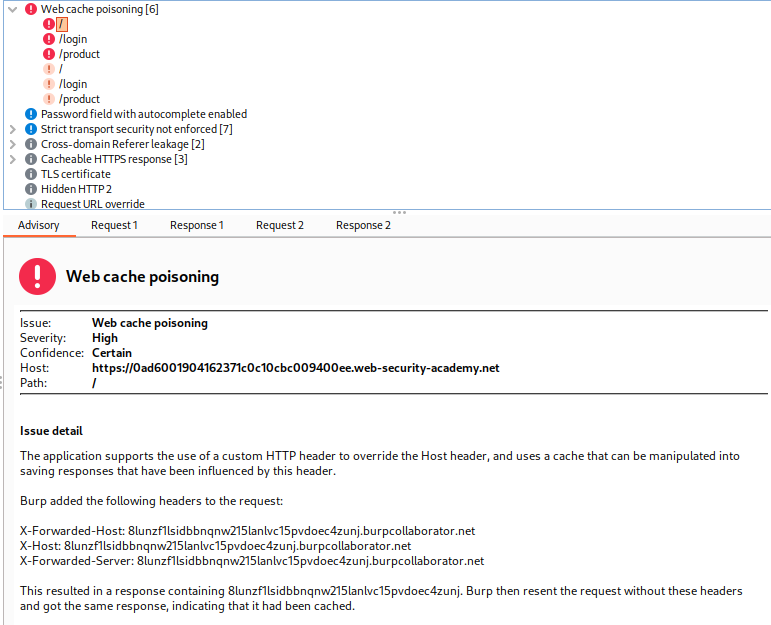 Web cache poisoning [6]
/
/login
/product
/
/login
/product
Password field with autocomplete enabled
Strict transport security not enforced [7]
Cross-domain Referer leakage [2]
Cacheable HTTPS response [3]
TLS certificate
Hidden HTTP 2
Request URL override
Advisory Request 1 Response 1 Request 2 Response 2
Web cache poisoning
Issue: Web cache poisoning
Severity: High
Confidence: Certain
Host: https://0ad6001904162371c0c10cbc009400ee.web-security-academy.net
Path: /
Issue detail
The application supports the use of a custom HTTP header to override the Host header, and uses a cache that can be manipulated into
saving responses that have been influenced by this header.
Burp added the following headers to the request:
X-Forwarded-Host: 8lunzf1lsidbbnqnw215lanlvc15pvdoec4zunj.burpcollaborator.net
X-Host: 8lunzf1lsidbbnqnw215lanlvc15pvdoec4zunj.burpcollaborator.net
X-Forwarded-Server: 8lunzf1lsidbbnqnw215lanlvc15pvdoec4zunj.burpcollaborator.net
This resulted in a response containing 8lunzf1lsidbbnqnw215lanlvc15pvdoec4zunj. Burp then resent the request without these headers
and got the same response, indicating that it had been cached.